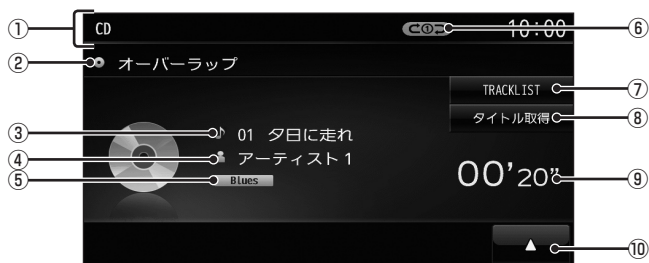 ① CD 10:00 ⑥
② オーバーラップ
TRACKLIST ⑦
タイトル取得 ⑧
③ 01 夕日に走れ
④ アーティスト1
⑤ Blues
00'20" ⑨
⑩